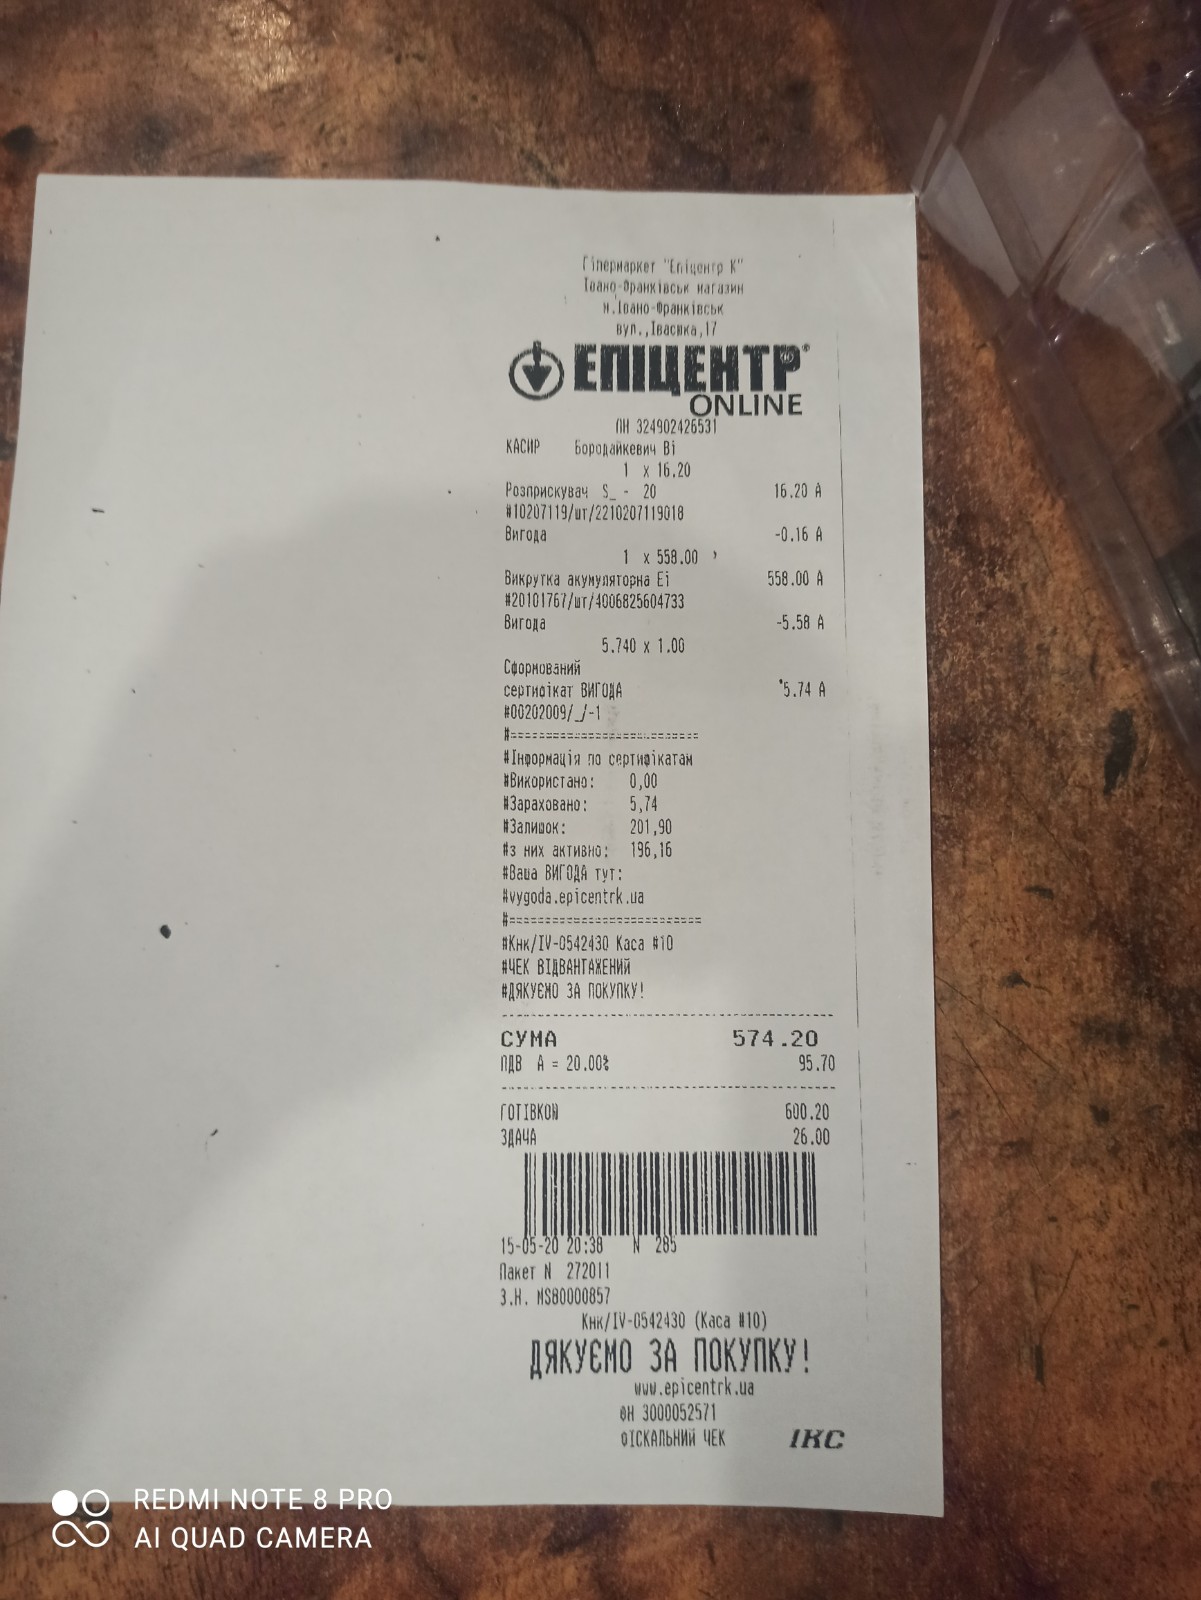 Гіпермаркет "Епіцентр К"
Івано-Франківськ магазин
м.Івано-Франківськ
вул.,Івасюка,17
ЕПІЦЕНТР®
ONLINE
ПН 324902426531
КАСИР Бородайкевич Ві
1 x 16.20
Розприскувач S_ - 20 16.20 А
#10207119/шт/2210207119018
Вигода -0.16 А
1 x 558.00
Викрутка акумуляторна Еі 558.00 А
#20101767/шт/4006825604733
Вигода -5.58 А
5.740 x 1.00
Сформований
сертифікат ВИГОДА 5.74 А
#00202009/_/-1
#===========================
#Інформація по сертифікатам
#Використано: 0,00
#Зараховано: 5,74
#Залишок: 201,90
#з них активно: 196,16
#Ваша ВИГОДА тут:
#vygoda.epicentrk.ua
#===========================
#Кнк/IV-0542430 Каса #10
#ЧЕК ВІДВАНТАЖЕНИЙ
#ДЯКУЄМО ЗА ПОКУПКУ!
СУМА 574.20
ПДВ А = 20.00% 95.70
ГОТІВКОЮ 600.20
ЗДАЧА 26.00
15-05-20 20:38 N 285
Пакет N 272011
З.Н. MS80000857
Кнк/IV-0542430 (Каса #10)
ДЯКУЄМО ЗА ПОКУПКУ!
www.epicentrk.ua
ФН 3000052571
ФІСКАЛЬНИЙ ЧЕК ІКС
REDMI NOTE 8 PRO
AI QUAD CAMERA